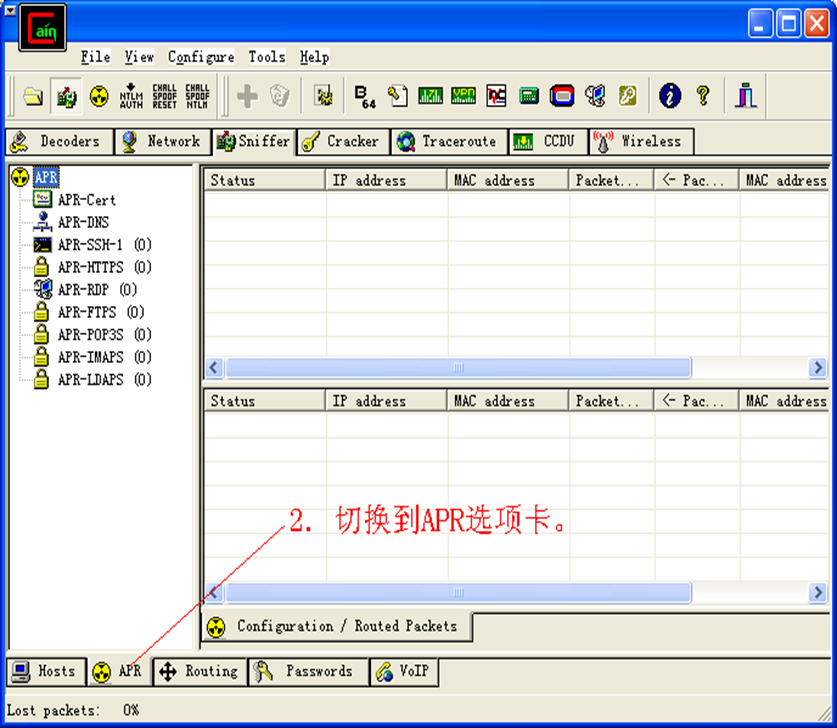 Cain
File View Configure Tools Help
NTLM AUTH CHALL SPOOF RESET CHALL SPOOF NTLM B64 VPN
Decoders Network Sniffer Cracker Traceroute CCDU Wireless
APR
APR-Cert
APR-DNS
APR-SSH-1 (0)
APR-HTTPS (0)
APR-RDP (0)
APR-FTPS (0)
APR-POP3S (0)
APR-IMAPS (0)
APR-LDAPS (0)
Status IP address MAC address Packet... <- Pac... MAC address
Status IP address MAC address Packet... <- Pac... MAC address
2. 切换到APR选项卡。
Configuration / Routed Packets
Hosts APR Routing Passwords VoIP
Lost packets: 0%